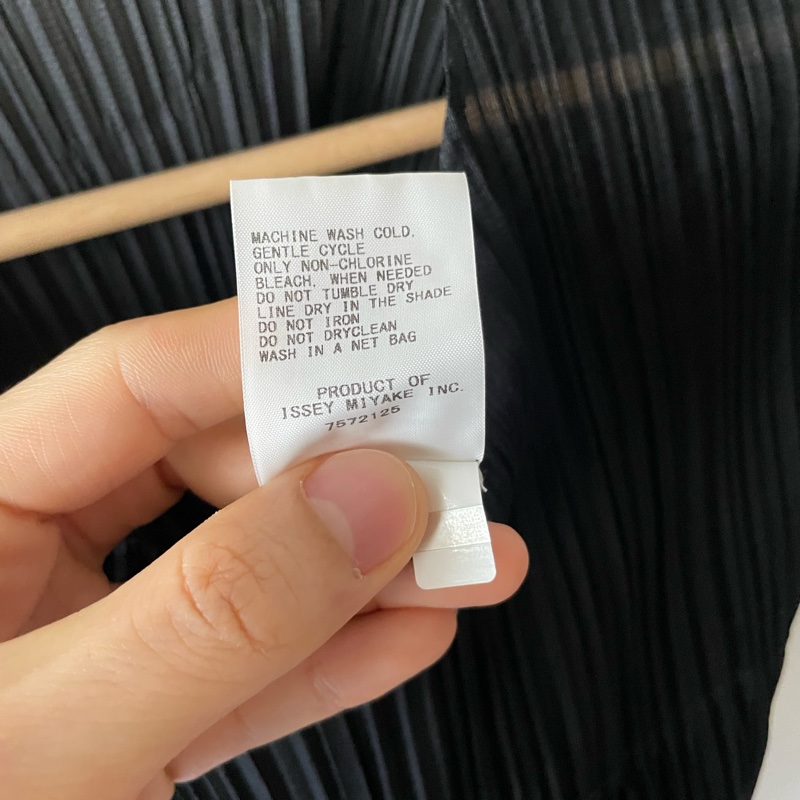 MACHINE WASH COLD.
GENTLE CYCLE
ONLY NON-CHLORINE
BLEACH. WHEN NEEDED
DO NOT TUMBLE DRY
LINE DRY IN THE SHADE
DO NOT IRON
DO NOT DRYCLEAN
WASH IN A NET BAG
PRODUCT OF
ISSEY MIYAKE INC.
7572125